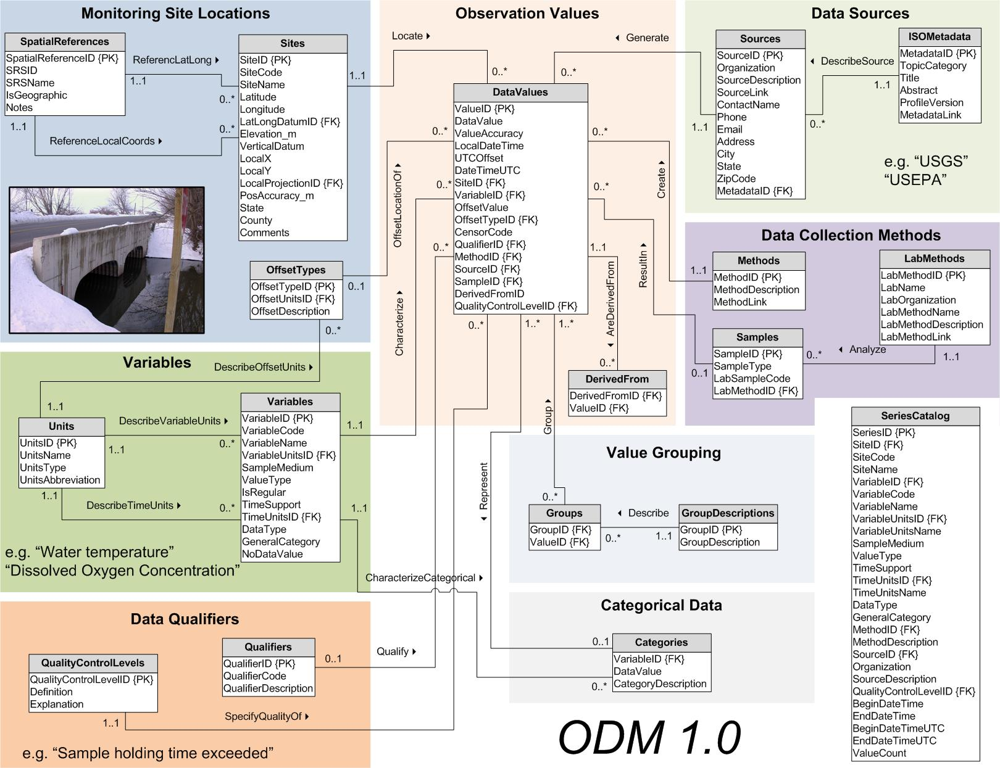 Monitoring Site Locations
SpatialReferences
SpatialReferenceID {PK}
SRSID
SRSName
IsGeographic
Notes
ReferencLatLong
1..1
0..*
1..1
0..*
ReferenceLocalCoords
Sites
SiteID {PK}
SiteCode
SiteName
Latitude
Longitude
LatLongDatumID {FK}
Elevation_m
VerticalDatum
LocalX
LocalY
LocalProjectionID {FK}
PosAccuracy_m
State
County
Comments
1..1
OffsetTypes
OffsetTypeID {PK}
OffsetUnitsID {FK}
OffsetDescription
0..1
0..*
Observation Values
Locate
Generate
0..*
0..*
DataValues
ValueID {PK}
DataValue
ValueAccuracy
LocalDateTime
UTCOffset
DateTimeUTC
SiteID {FK}
VariableID {FK}
OffsetValue
OffsetTypeID {FK}
CensorCode
QualifierID {FK}
MethodID {FK}
SourceID {FK}
SampleID {FK}
DerivedFromID
QualityControlLevelID {FK}
0..*
0..*
0..*
0..*
0..*
1..1
0..*
1..*
1..*
OffsetLocationOf
Characterize
Create
ResultIn
AreDerivedFrom
0..*
DerivedFrom
DerivedFromID {FK}
ValueID {FK}
Group
Represent
Data Sources
Sources
SourceID {PK}
Organization
SourceDescription
SourceLink
ContactName
Phone
Email
Address
City
State
ZipCode
MetadataID {FK}
1..1
DescribeSource
1..1
0..*
ISOMetadata
MetadataID {PK}
TopicCategory
Title
Abstract
ProfileVersion
MetadataLink
e.g. “USGS”
“USEPA”
Data Collection Methods
Methods
MethodID {PK}
MethodDescription
MethodLink
1..1
LabMethods
LabMethodID {PK}
LabName
LabOrganization
LabMethodName
LabMethodDescription
LabMethodLink
Samples
SampleID {PK}
SampleType
LabSampleCode
LabMethodID {FK}
0..1
0..*
Analyze
1..1
Variables
DescribeOffsetUnits
1..1
Units
UnitsID {PK}
UnitsName
UnitsType
UnitsAbbreviation
DescribeVariableUnits
1..1
0..*
1..1
DescribeTimeUnits
0..*
Variables
VariableID {PK}
VariableCode
VariableName
VariableUnitsID {FK}
SampleMedium
ValueType
IsRegular
TimeSupport
TimeUnitsID {FK}
DataType
GeneralCategory
NoDataValue
1..1
1..1
e.g. “Water temperature”
“Dissolved Oxygen Concentration”
CharacterizeCategorical
Value Grouping
0..*
Groups
GroupID {FK}
ValueID {FK}
Describe
0..*
1..1
GroupDescriptions
GroupID {PK}
GroupDescription
Categorical Data
0..1
0..*
Categories
VariableID {FK}
DataValue
CategoryDescription
Data Qualifiers
QualityControlLevels
QualityControlLevelID {PK}
Definition
Explanation
1..1
Qualifiers
QualifierID {PK}
QualifierCode
QualifierDescription
0..1
Qualify
SpecifyQualityOf
e.g. “Sample holding time exceeded”
SeriesCatalog
SeriesID {PK}
SiteID {FK}
SiteCode
SiteName
VariableID {FK}
VariableCode
VariableName
VariableUnitsID {FK}
VariableUnitsName
SampleMedium
ValueType
TimeSupport
TimeUnitsID {FK}
TimeUnitsName
DataType
GeneralCategory
MethodID {FK}
MethodDescription
SourceID {FK}
Organization
SourceDescription
QualityControlLevelID {FK}
BeginDateTime
EndDateTime
BeginDateTimeUTC
EndDateTimeUTC
ValueCount
ODM 1.0